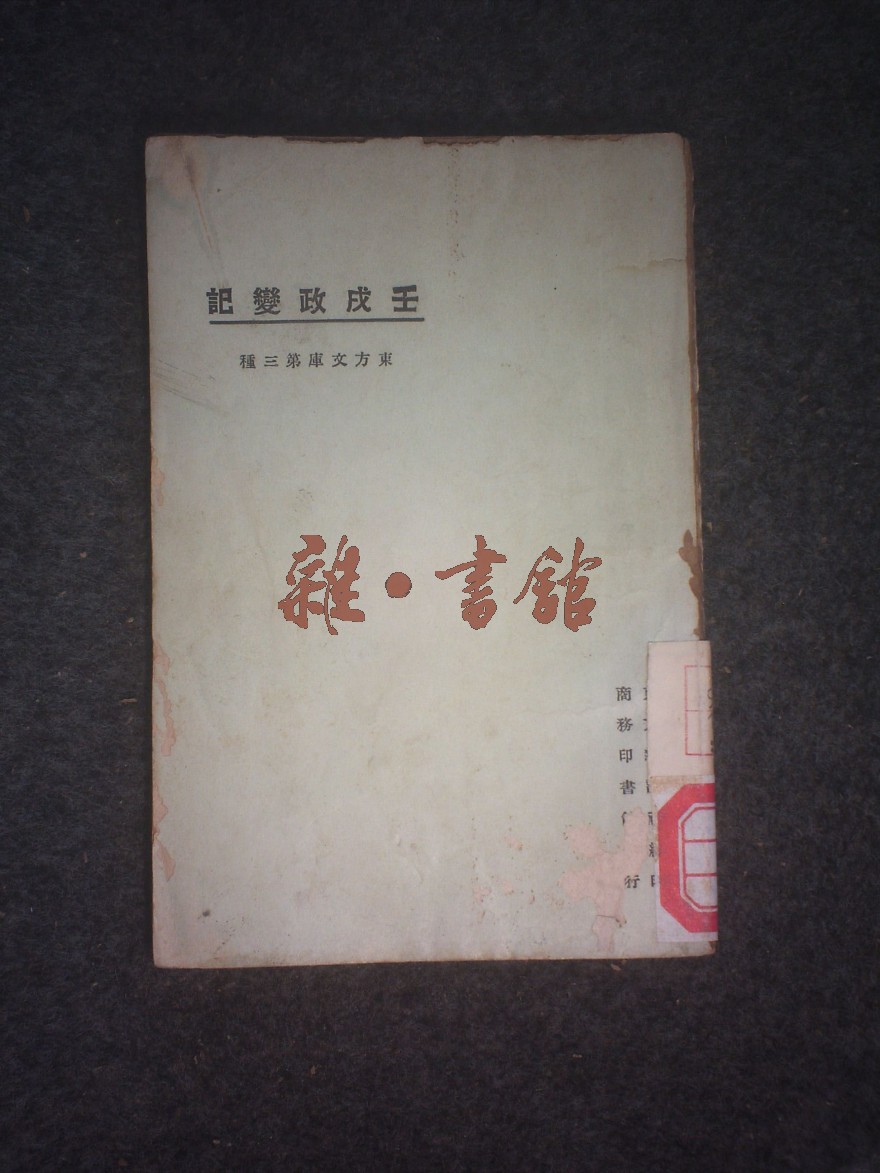 壬戌政變記
東方文庫第三種
雜·書館
商務印書
行